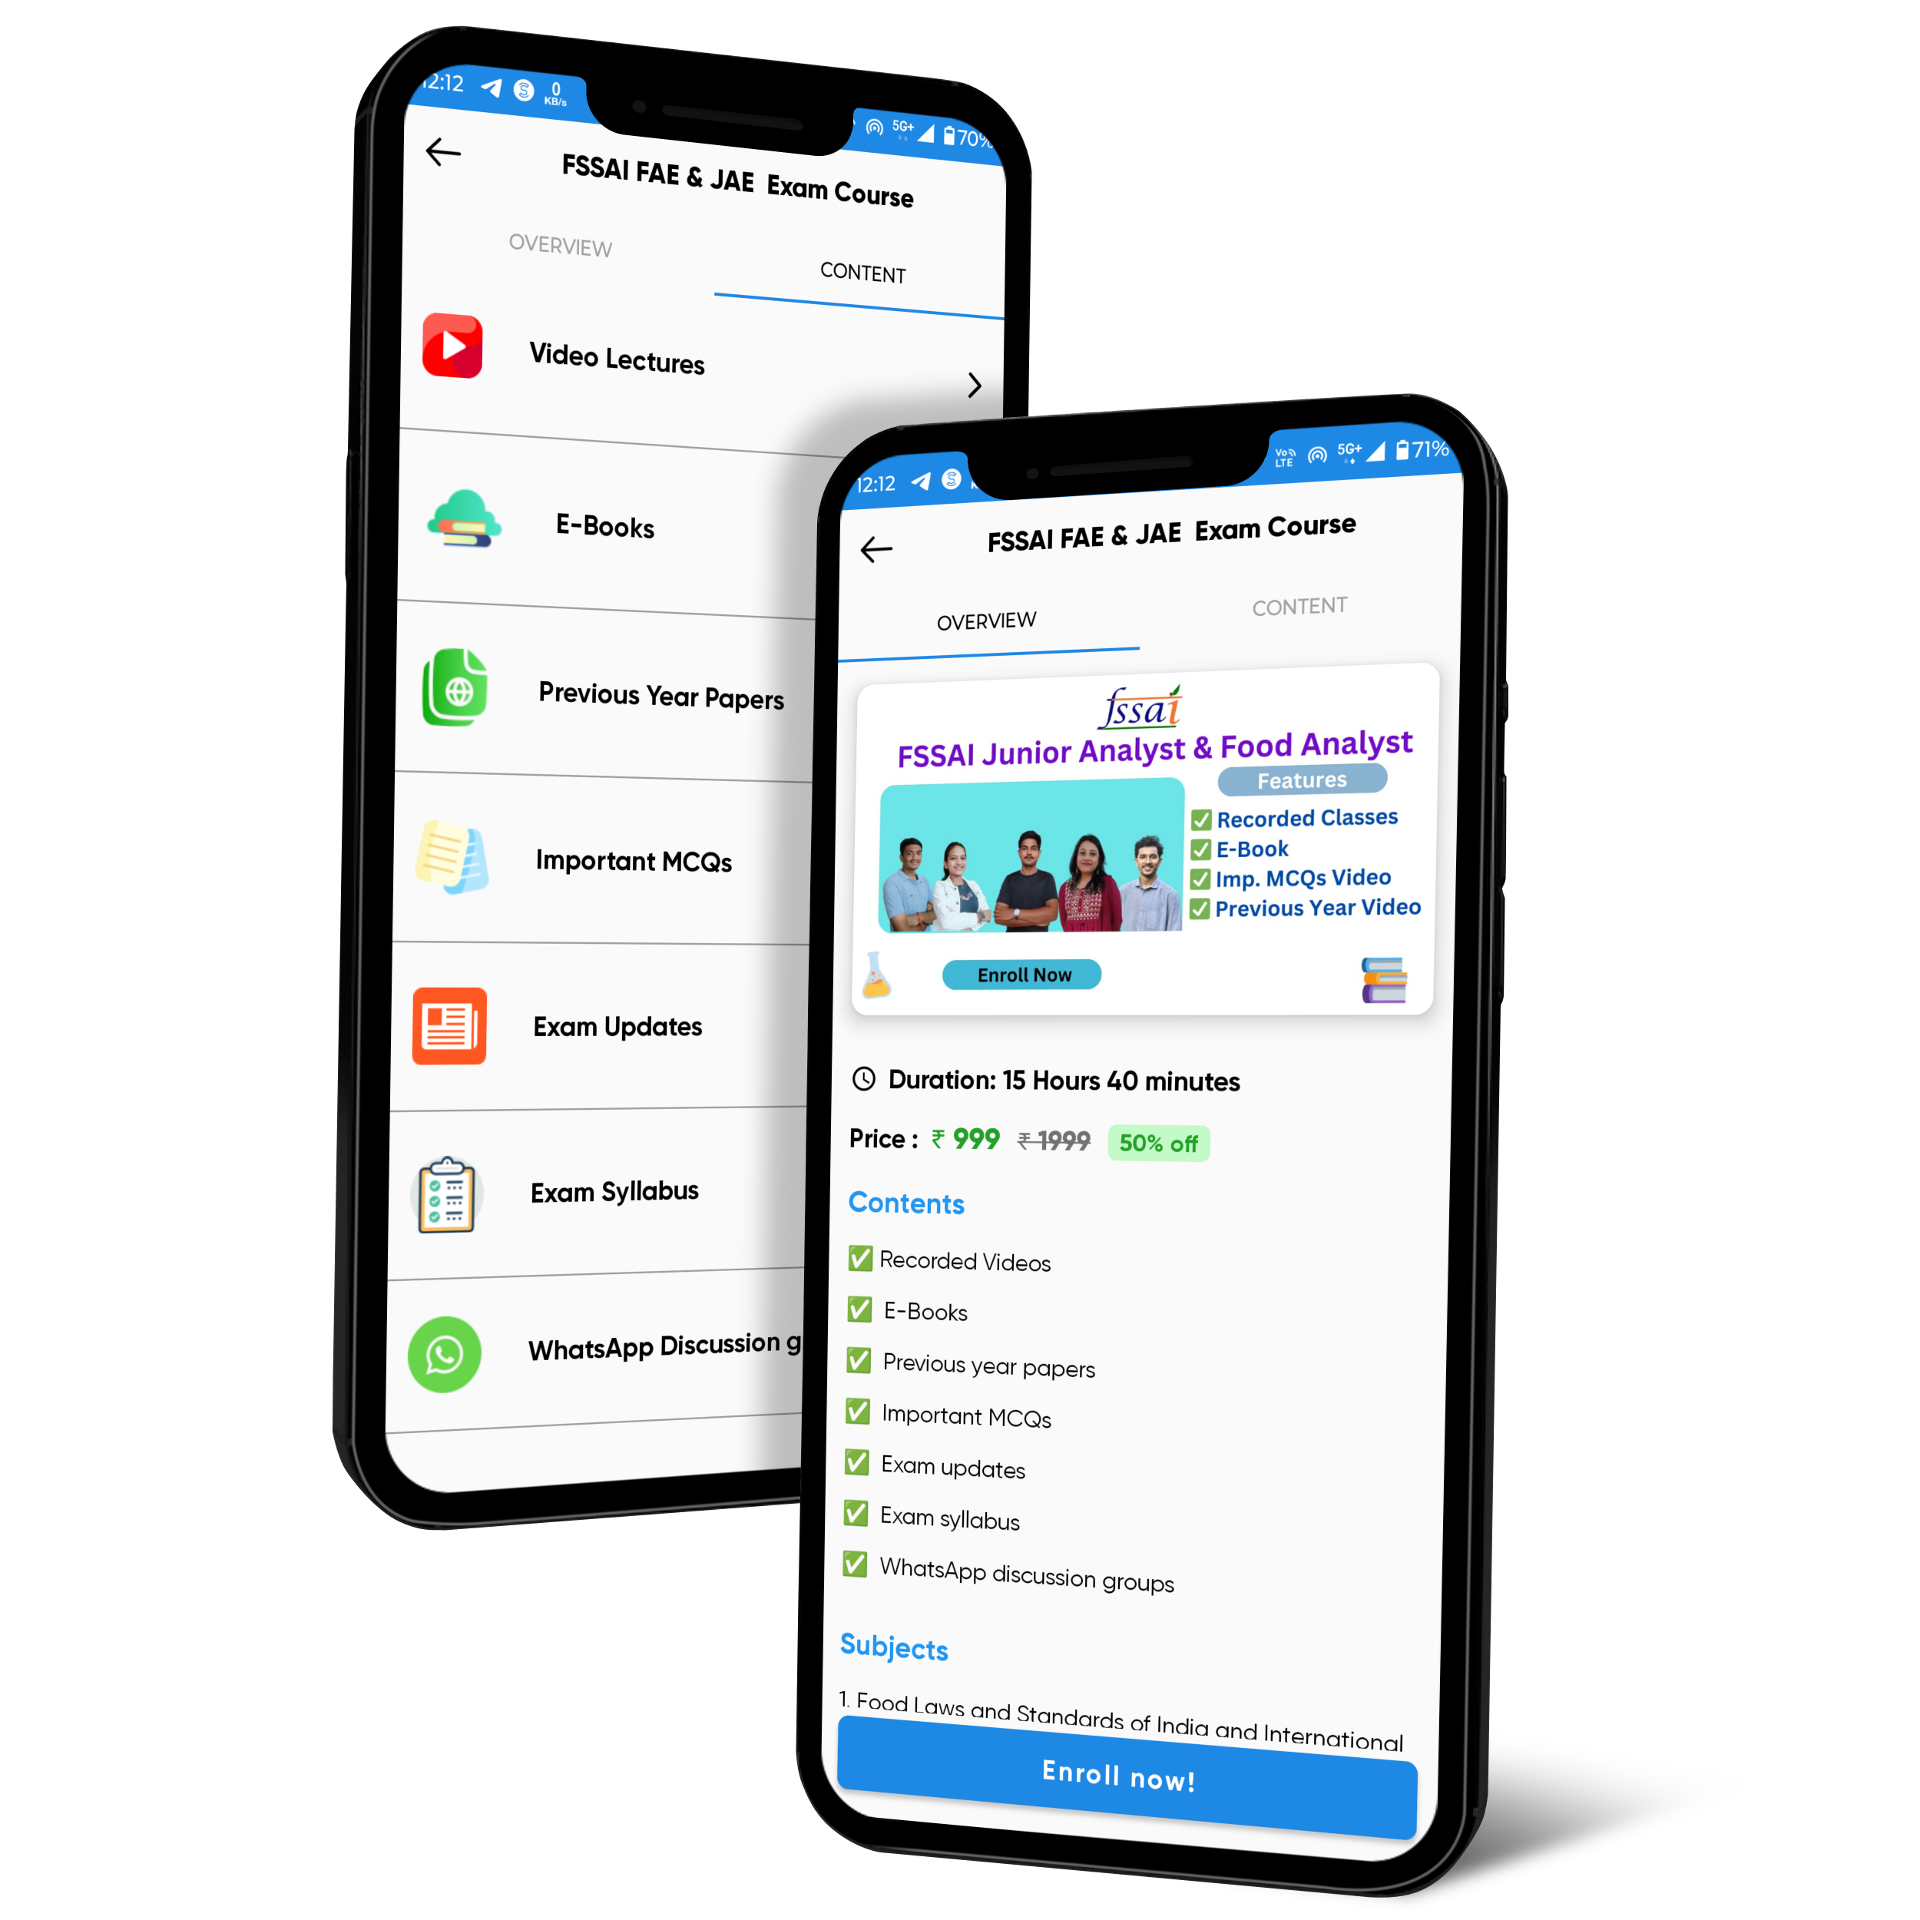 12:12 0 KB/s 5G+ 70%
FSSAI FAE & JAE Exam Course
OVERVIEW CONTENT
Video Lectures
E-Books
Previous Year Papers
Important MCQs
Exam Updates
Exam Syllabus
WhatsApp Discussion g
12:12 Vo LTE 5G+ 71%
FSSAI FAE & JAE Exam Course
OVERVIEW CONTENT
fssai
FSSAI Junior Analyst & Food Analyst
Features
✅ Recorded Classes
✅ E-Book
✅ Imp. MCQs Video
✅ Previous Year Video
Enroll Now
Duration: 15 Hours 40 minutes
Price : ₹ 999 ₹ 1999 50% off
Contents
✅ Recorded Videos
✅ E-Books
✅ Previous year papers
✅ Important MCQs
✅ Exam updates
✅ Exam syllabus
✅ WhatsApp discussion groups
Subjects
1. Food Laws and Standards of India and International
Enroll now!